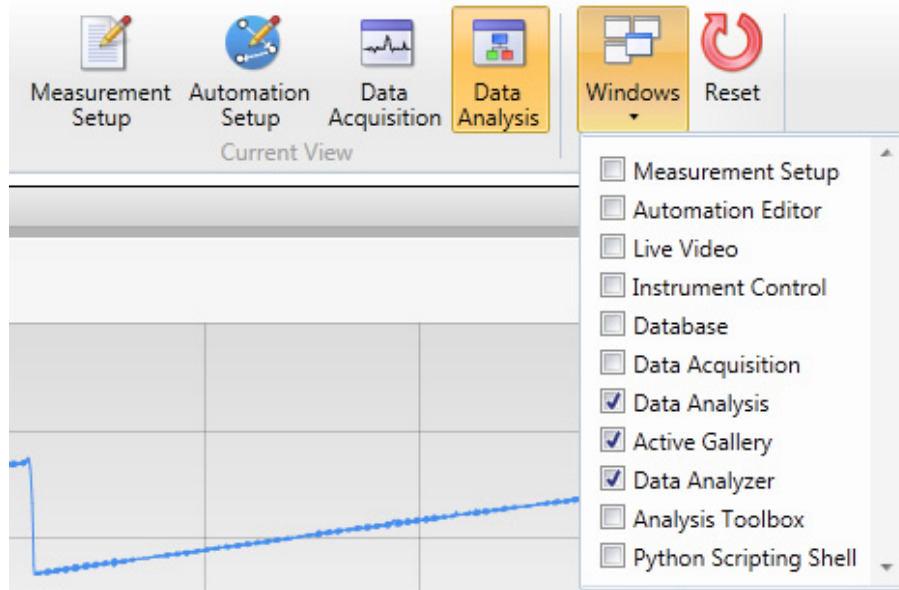 Measurement Setup
Automation Setup
Data Acquisition
Data Analysis
Windows
Reset
Current View
Measurement Setup
Automation Editor
Live Video
Instrument Control
Database
Data Acquisition
Data Analysis
Active Gallery
Data Analyzer
Analysis Toolbox
Python Scripting Shell